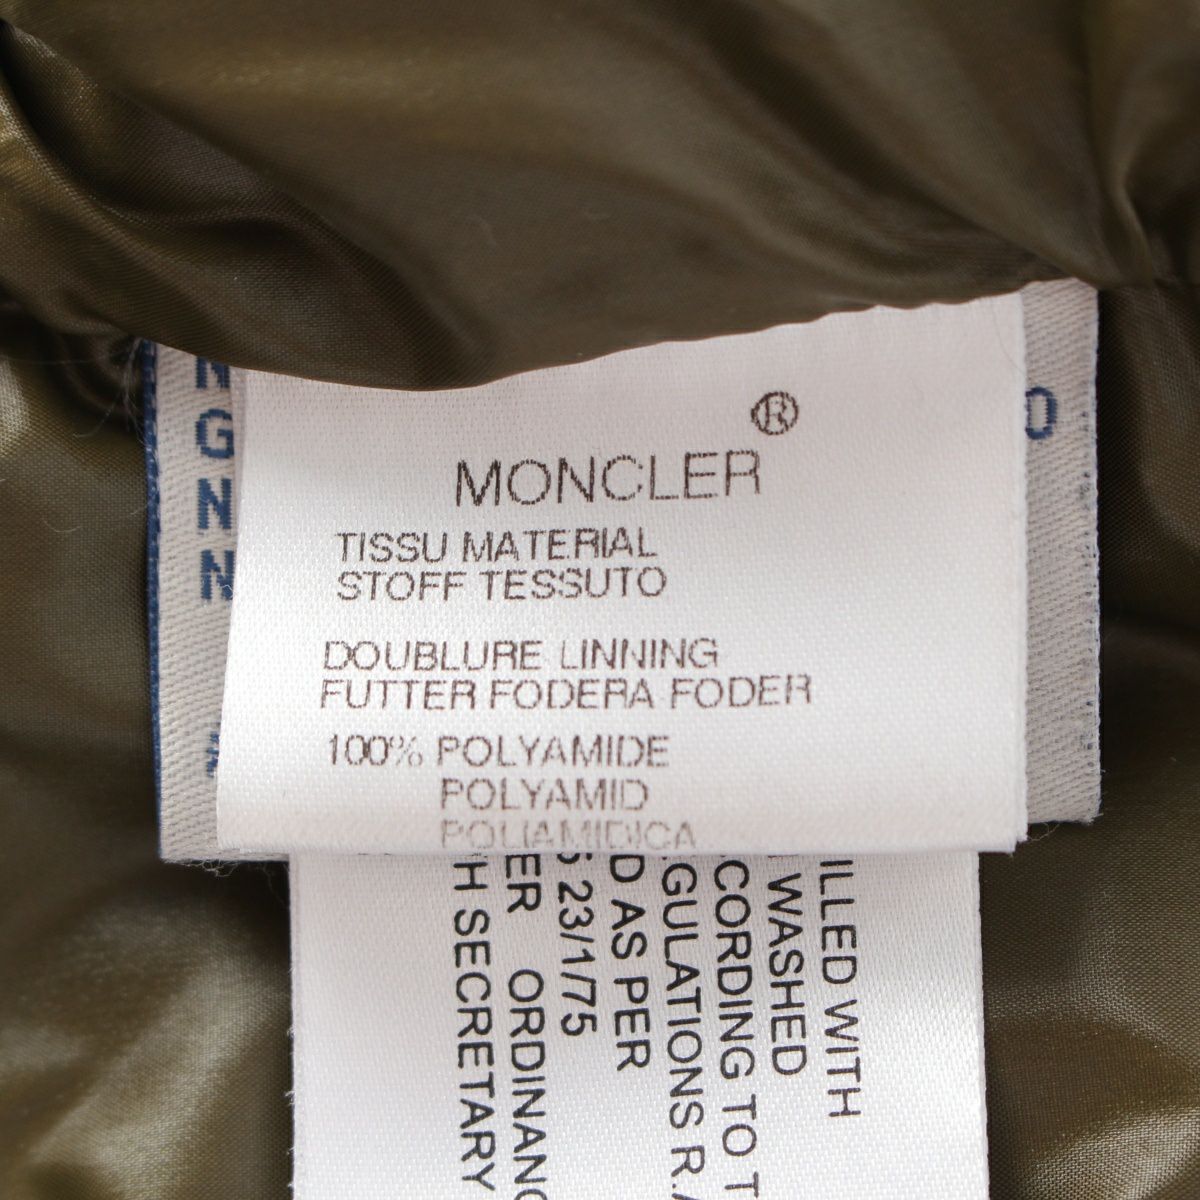 MONCLER®
TISSU MATERIAL
STOFF TESSUTO
DOUBLURE LINNING
FUTTER FODERA FODER
100% POLYAMIDE
POLYAMID
POLIAMIDICA
ILLED WITH
WASHED
CORDING TO T
GULATIONS R.A
D AS PER
23/1/75
ER ORDINANC
H SECRETARY
N
G
N
N
O